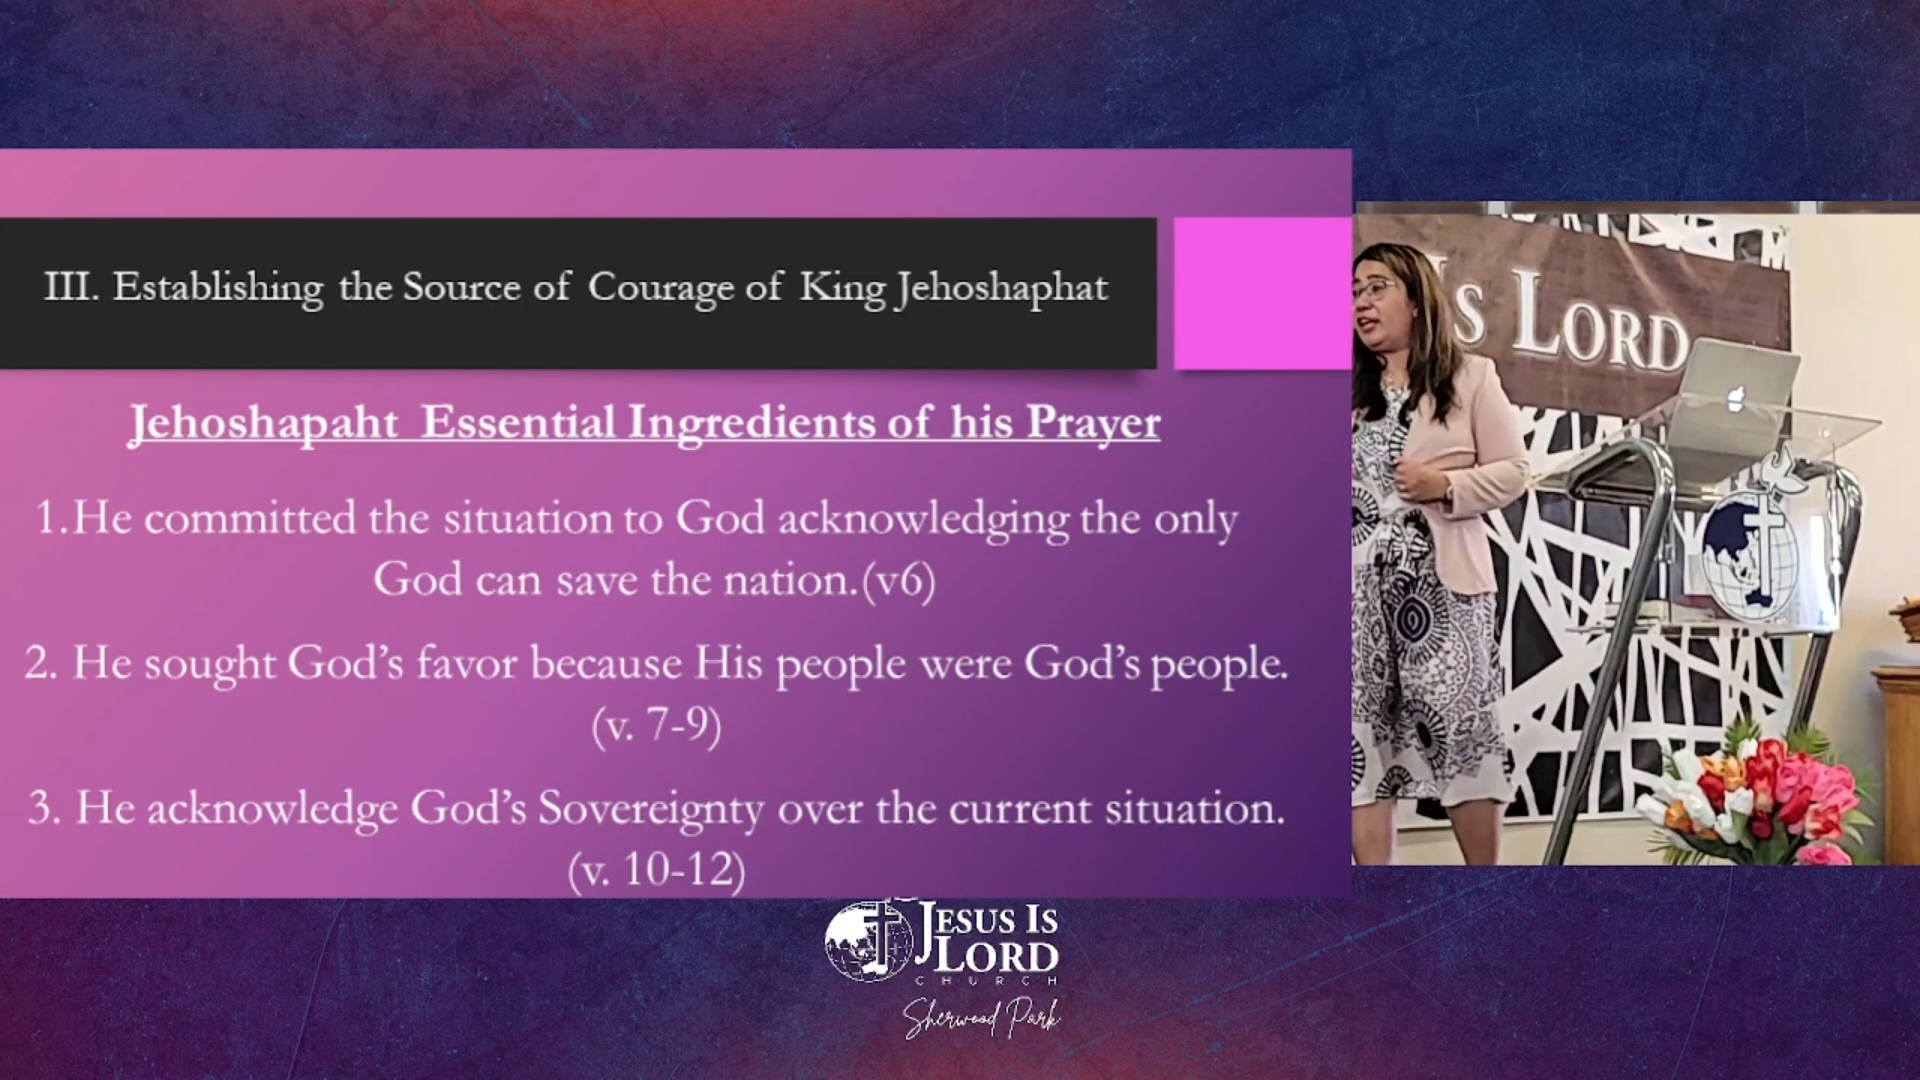 III. Establishing the Source of Courage of King Jehoshaphat
Jehoshapaht Essential Ingredients of his Prayer
1.He committed the situation to God acknowledging the only
God can save the nation.(v6)
2. He sought God's favor because His people were God's people.
(v. 7-9)
3. He acknowledge God's Sovereignty over the current situation.
(v. 10-12)
Is Lord
Jesus Is
Lord
CHURCH
Sherwood Park